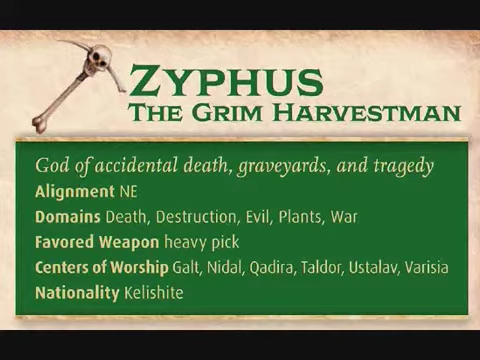 Zyphus
The Grim Harvestman
God of accidental death, graveyards, and tragedy
Alignment NE
Domains Death, Destruction, Evil, Plants, War
Favored Weapon heavy pick
Centers of Worship Galt, Nidal, Qadira, Taldor, Ustalav, Varisia
Nationality Kelishite